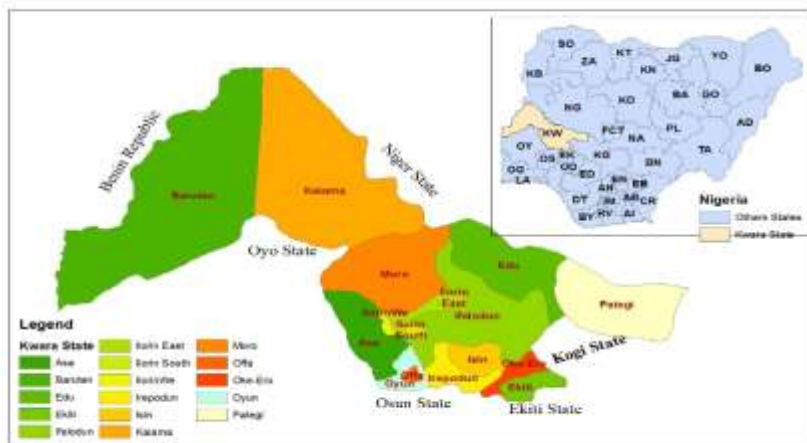 SO
KT
ZA
JG
YO
KN
BO
KB
BA
GO
KD
NG
AD
KW
FCT
PL
NA
OY
TA
OS
EK
KG
OG
OD
BN
LA
ED
EN
EB
AN
DT
IM
AB
CR
BY
RV
AI
Nigeria
Others States
Kwara State
Benin Republic
Niger State
Baruten
Kaiama
Oyo State
Moro
Edu
Ilorin
East
Pategi
IlorinWe
Ifelodun
Ilorin
South
Asa
Kogi State
Isin
Oke-Ero
Offa
Irepodun
Oyun
Ekiti
Osun State
Ekiti State
Legend
Kwara State
Asa
Baruten
Edu
Ekiti
Ifelodun
Ilorin East
Ilorin South
IlorinWe
Irepodun
Isin
Kaiama
Moro
Offa
Oke-Ero
Oyun
Pategi